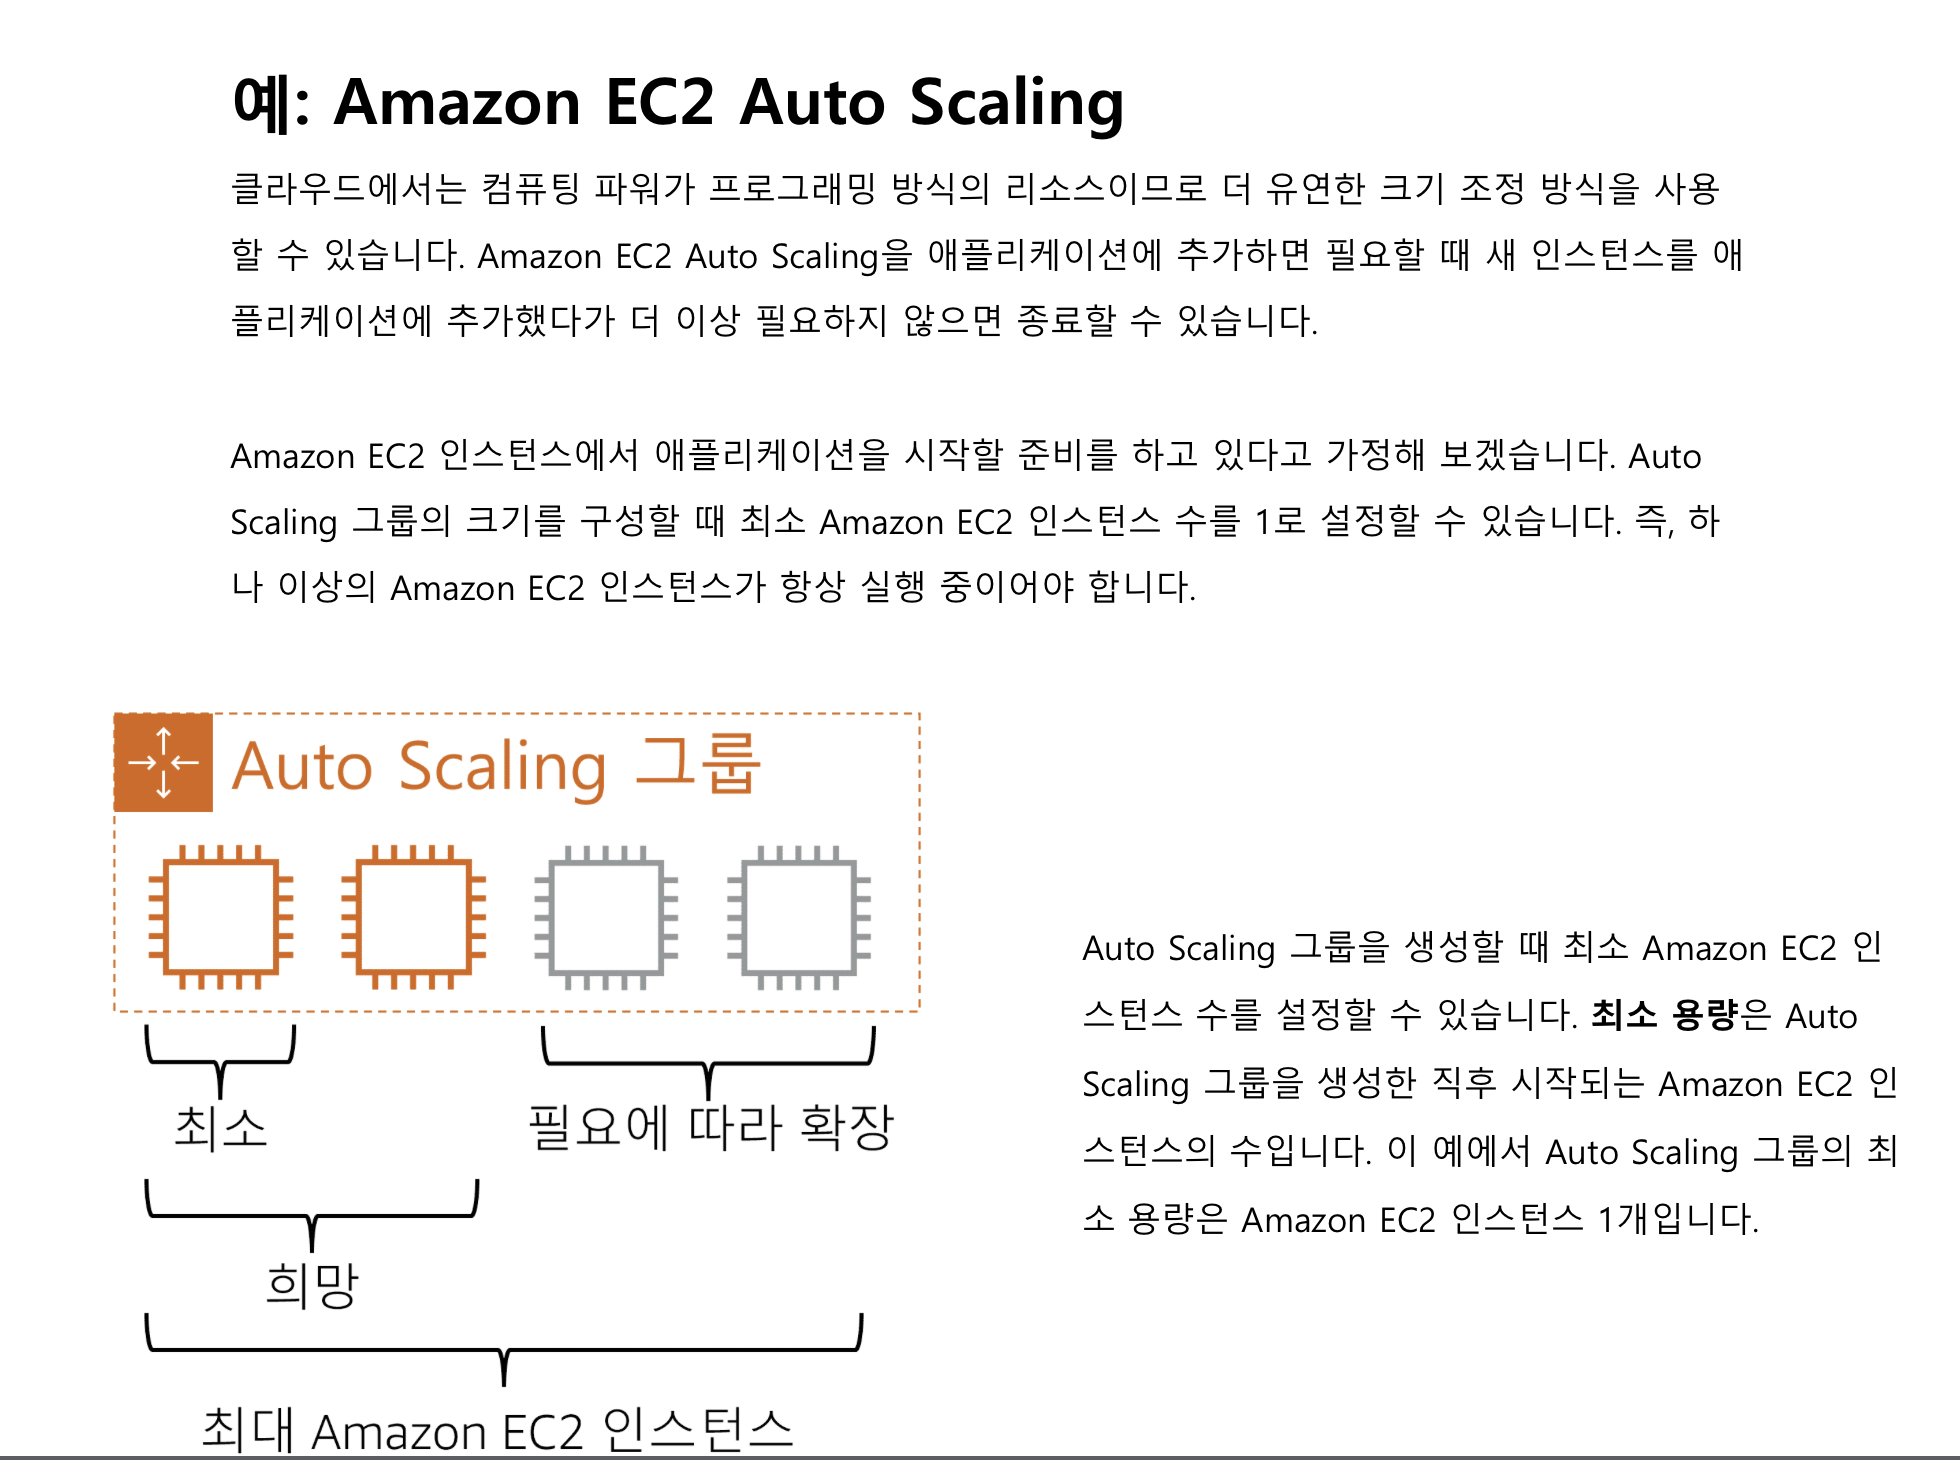 예: Amazon EC2 Auto Scaling
클라우드에서는 컴퓨팅 파워가 프로그래밍 방식의 리소스이므로 더 유연한 크기 조정 방식을 사용
할 수 있습니다. Amazon EC2 Auto Scaling을 애플리케이션에 추가하면 필요할 때 새 인스턴스를 애
플리케이션에 추가했다가 더 이상 필요하지 않으면 종료할 수 있습니다.
Amazon EC2 인스턴스에서 애플리케이션을 시작할 준비를 하고 있다고 가정해 보겠습니다. Auto
Scaling 그룹의 크기를 구성할 때 최소 Amazon EC2 인스턴스 수를 1로 설정할 수 있습니다. 즉, 하
나 이상의 Amazon EC2 인스턴스가 항상 실행 중이어야 합니다.
Auto Scaling 그룹
최소
필요에 따라 확장
희망
최대 Amazon EC2 인스턴스
Auto Scaling 그룹을 생성할 때 최소 Amazon EC2 인
스턴스 수를 설정할 수 있습니다. 최소 용량은 Auto
Scaling 그룹을 생성한 직후 시작되는 Amazon EC2 인
스턴스의 수입니다. 이 예에서 Auto Scaling 그룹의 최
소 용량은 Amazon EC2 인스턴스 1개입니다.